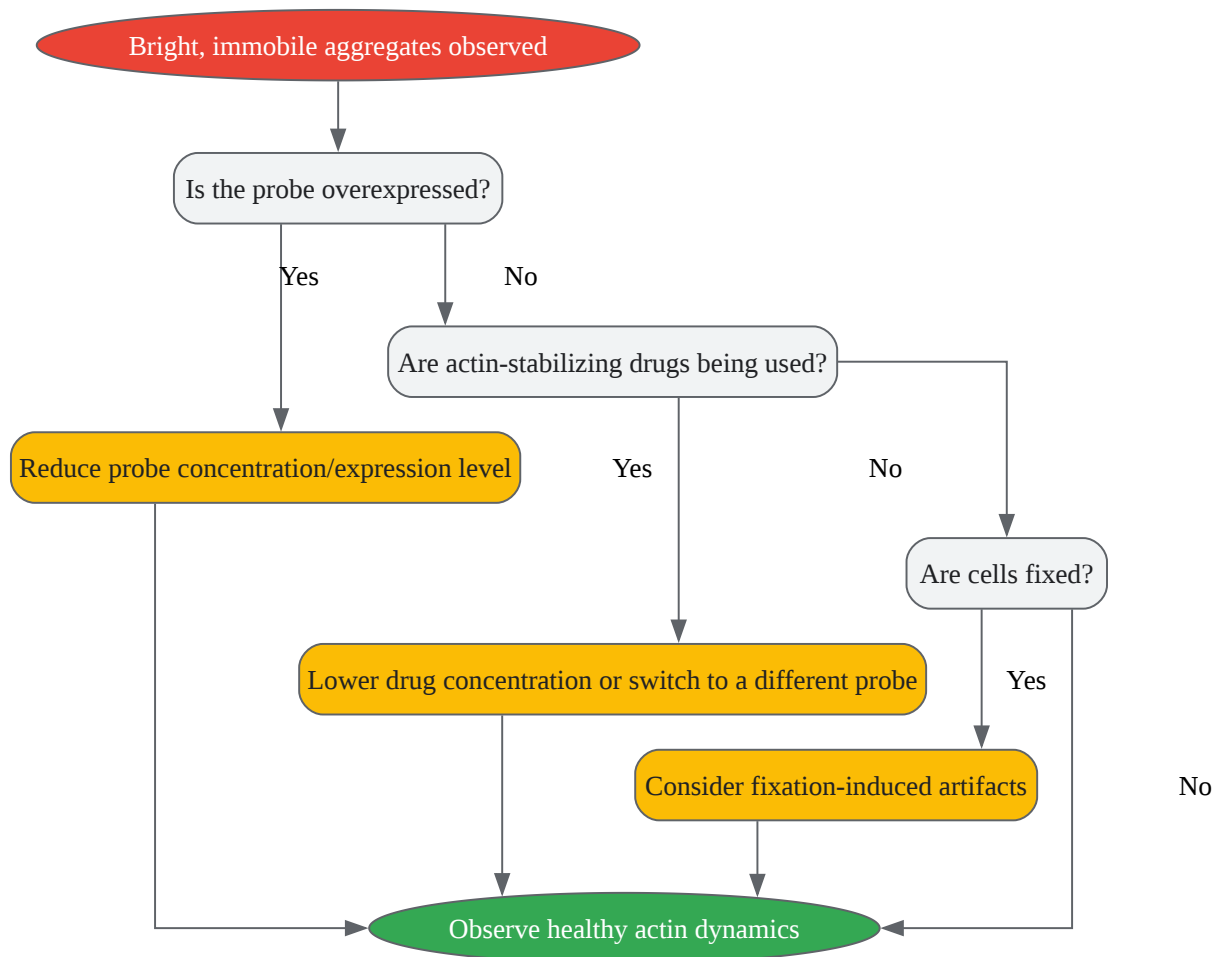 Bright, immobile aggregates observed
Is the probe overexpressed?
Yes
No
Are actin-stabilizing drugs being used?
Reduce probe concentration/expression level
Yes
No
Are cells fixed?
Lower drug concentration or switch to a different probe
Yes
Consider fixation-induced artifacts
No
Observe healthy actin dynamics